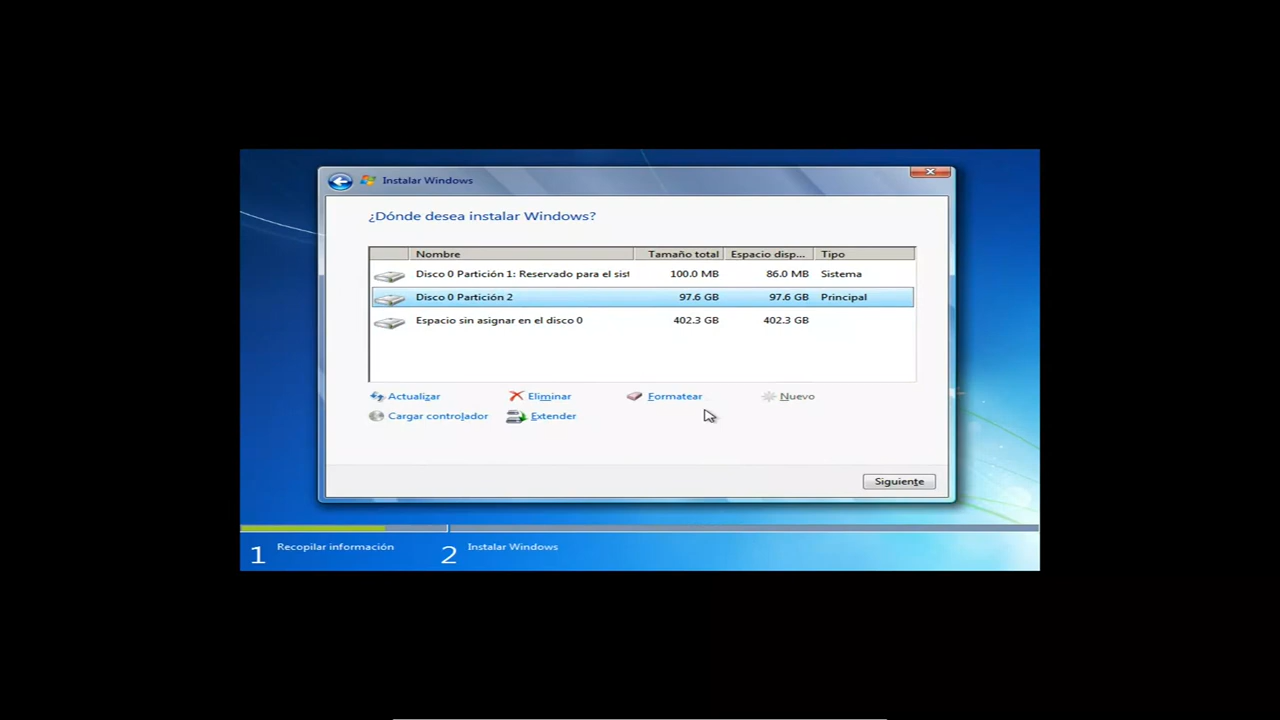 Instalar Windows
¿Dónde desea instalar Windows?
Nombre Tamaño total Espacio disp... Tipo
Disco 0 Partición 1: Reservado para el sist 100.0 MB 86.0 MB Sistema
Disco 0 Partición 2 97.6 GB 97.6 GB Principal
Espacio sin asignar en el disco 0 402.3 GB 402.3 GB
Actualizar Eliminar Formatear Nuevo
Cargar controlador Extender
Siguiente
1 Recopilar información 2 Instalar Windows